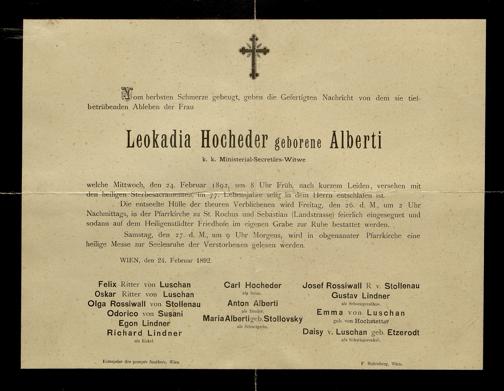 Vom herbsten Schmerze gebeugt, geben die Gefertigten Nachricht von dem sie tief-
betrübenden Ableben der Frau
Leokadia Hocheder geborene Alberti
k. k. Ministerial-Secretärs-Witwe
welche Mittwoch, den 24. Februar 1892, um 8 Uhr Früh, nach kurzem Leiden, versehen mit
den heiligen Sterbesacramenten, im 77. Lebensjahre selig in dem Herrn entschlafen ist.
Die entseelte Hülle der theuren Verblichenen wird Freitag, den 26. d. M., um 2 Uhr
Nachmittags, in der Pfarrkirche zu St. Rochus und Sebastian (Landstrasse) feierlich eingesegnet und
sodann auf dem Heiligenstädter Friedhofe im eigenen Grabe zur Ruhe bestattet werden.
Samstag, den 27. d. M., um 9 Uhr Morgens, wird in obgenannter Pfarrkirche eine
heilige Messe zur Seelenruhe der Verstorbenen gelesen werden.
WIEN, den 24. Februar 1892.
Felix Ritter von Luschan
Oskar Ritter von Luschan
Olga Rossiwall von Stollenau
Odorico von Susani
Egon Lindner
Richard Lindner
als Enkel.
Carl Hocheder
als Sohn.
Anton Alberti
als Bruder.
Maria Alberti geb. Stollovsky
als Schwägerin.
Josef Rossiwall R. v. Stollenau
Gustav Lindner
als Schwiegersöhne.
Emma von Luschan
geb. von Hochstetter
Daisy v. Luschan geb. Etzerodt
als Schwiegerenkel.